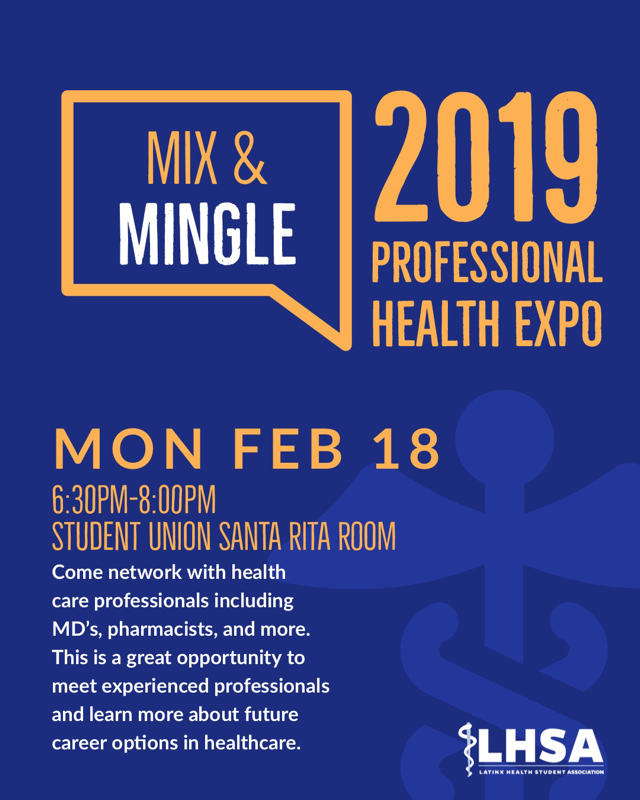 MIX &
MINGLE
2019
PROFESSIONAL
HEALTH EXPO
MON FEB 18
6:30PM-8:00PM
STUDENT UNION SANTA RITA ROOM
Come network with health
care professionals including
MD's, pharmacists, and more.
This is a great opportunity to
meet experienced professionals
and learn more about future
career options in healthcare.
LHSA
LATINX HEALTH STUDENT ASSOCIATION